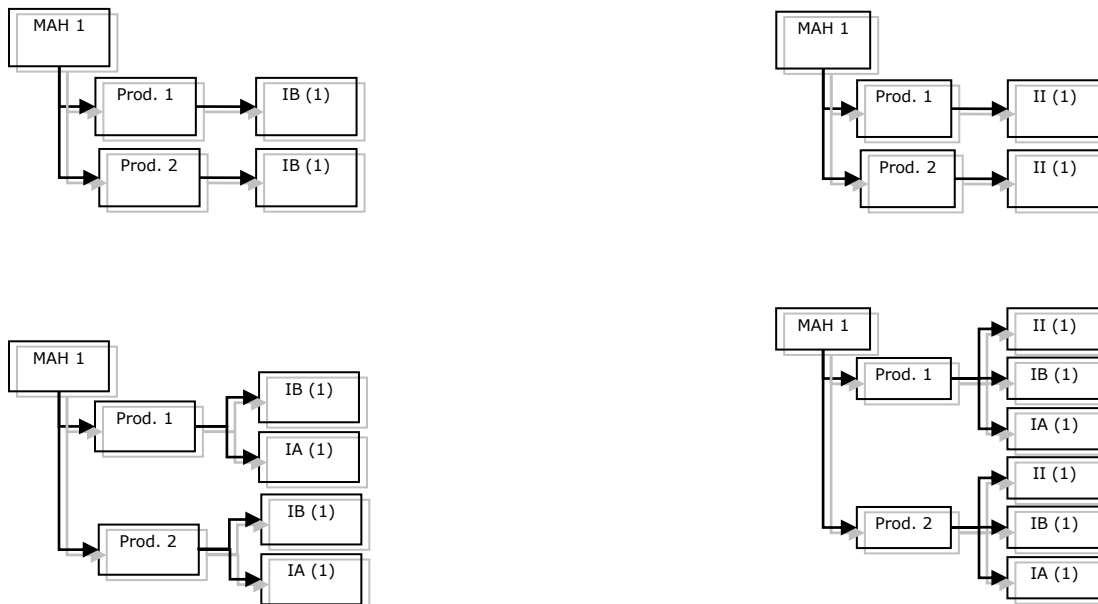 MAH 1
Prod. 1
IB (1)
Prod. 2
IB (1)
MAH 1
Prod. 1
II (1)
Prod. 2
II (1)
MAH 1
Prod. 1
IB (1)
IA (1)
Prod. 2
IB (1)
IA (1)
MAH 1
Prod. 1
II (1)
IB (1)
IA (1)
Prod. 2
II (1)
IB (1)
IA (1)